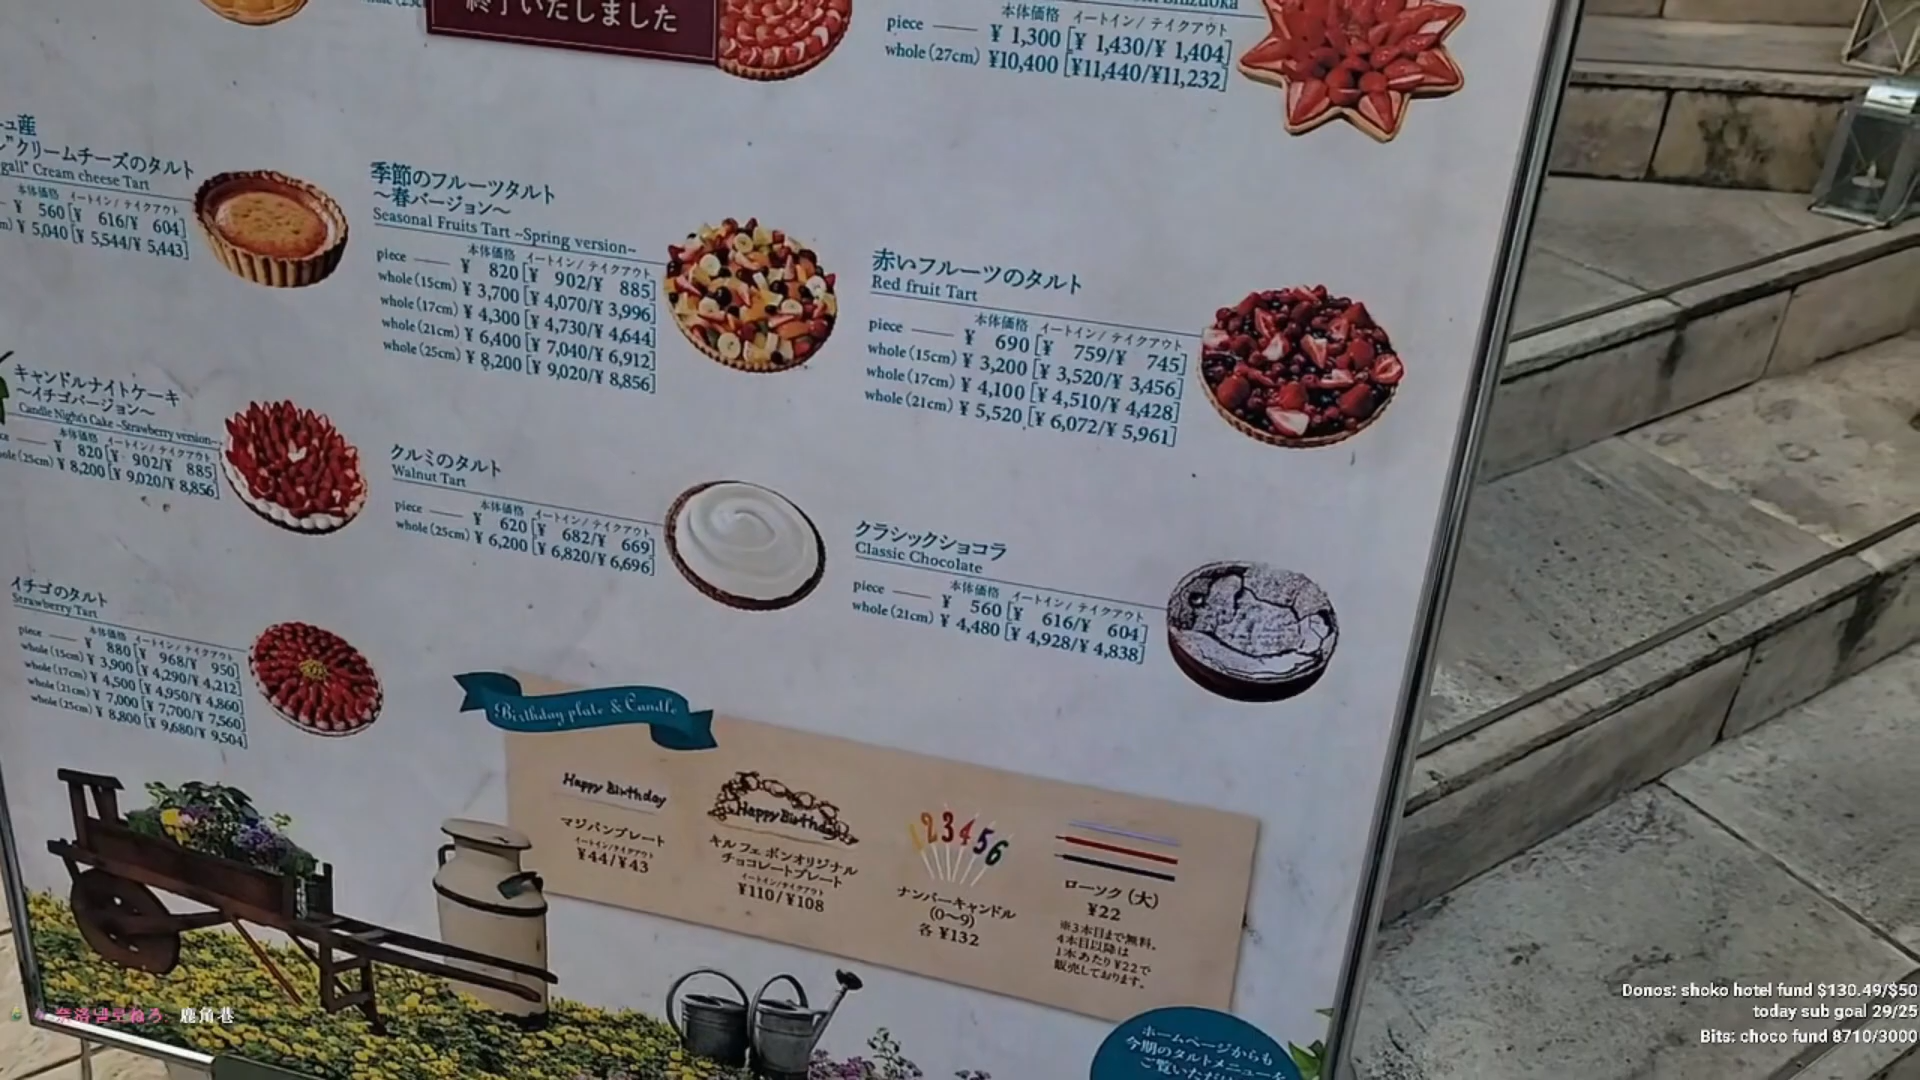 終了いたしました
本体価格 イートイン/テイクアウト
piece ¥ 1,300 [¥ 1,430/¥ 1,404]
whole (27cm) ¥10,400 [¥11,440/¥11,232]
クリームチーズのタルト
Cream cheese Tart
本体価格 イートイン/テイクアウト
¥ 560 [¥ 616/¥ 604]
¥ 5,040 [¥ 5,544/¥ 5,443]
季節のフルーツタルト
〜春バージョン〜
Seasonal Fruits Tart ~Spring version~
本体価格 イートイン/テイクアウト
piece ¥ 820 [¥ 902/¥ 885]
whole (15cm) ¥ 3,700 [¥ 4,070/¥ 3,996]
whole (17cm) ¥ 4,300 [¥ 4,730/¥ 4,644]
whole (21cm) ¥ 6,400 [¥ 7,040/¥ 6,912]
whole (25cm) ¥ 8,200 [¥ 9,020/¥ 8,856]
赤いフルーツのタルト
Red fruit Tart
本体価格 イートイン/テイクアウト
piece ¥ 690 [¥ 759/¥ 745]
whole (15cm) ¥ 3,200 [¥ 3,520/¥ 3,456]
whole (17cm) ¥ 4,100 [¥ 4,510/¥ 4,428]
whole (21cm) ¥ 5,520 [¥ 6,072/¥ 5,961]
キャンドルナイトケーキ
〜イチゴバージョン〜
Candle Night's Cake ~Strawberry version~
本体価格 イートイン/テイクアウト
¥ 820 [¥ 902/¥ 885]
(25cm) ¥ 8,200 [¥ 9,020/¥ 8,856]
クルミのタルト
Walnut Tart
本体価格 イートイン/テイクアウト
piece ¥ 620 [¥ 682/¥ 669]
whole (25cm) ¥ 6,200 [¥ 6,820/¥ 6,696]
クラシックショコラ
Classic Chocolate
本体価格 イートイン/テイクアウト
piece ¥ 560 [¥ 616/¥ 604]
whole (21cm) ¥ 4,480 [¥ 4,928/¥ 4,838]
イチゴのタルト
Strawberry Tart
本体価格 イートイン/テイクアウト
piece ¥ 880 [¥ 968/¥ 950]
whole (15cm) ¥ 3,900 [¥ 4,290/¥ 4,212]
whole (17cm) ¥ 4,500 [¥ 4,950/¥ 4,860]
whole (21cm) ¥ 7,000 [¥ 7,700/¥ 7,560]
whole (25cm) ¥ 8,800 [¥ 9,680/¥ 9,504]
Birthday plate & Candle
Happy Birthday
マジパンプレート
イートイン/テイクアウト
¥44/¥43
Happy Birthday
キル フェ ボンオリジナル
チョコレートプレート
イートイン/テイクアウト
¥110/¥108
1 2 3 4 5 6
ナンバーキャンドル
(0〜9)
各 ¥132
ローソク (大)
¥22
※3本目まで無料。
4本目以降は
1本あたり¥22で
販売しております。
ホームページからも
今期のタルトメニューを
鹿角巷
Donos: shoko hotel fund $130.49/$50
today sub goal 29/25
Bits: choco fund 8710/3000